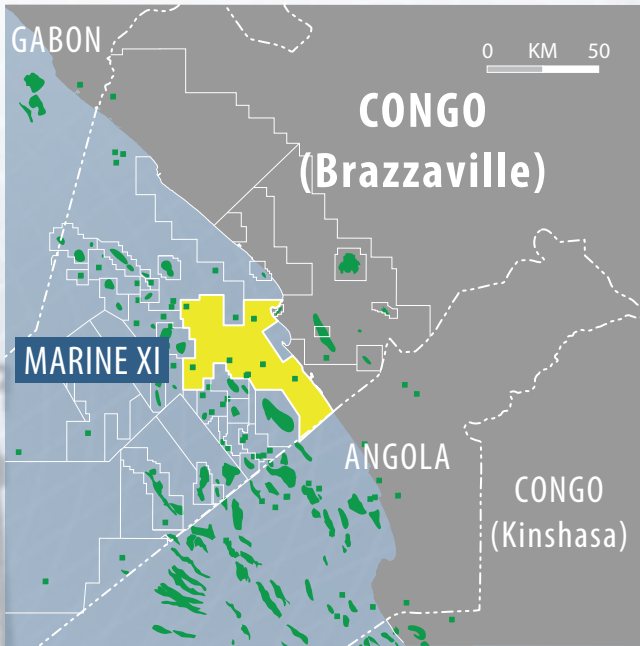 GABON
0 KM 50
CONGO
(Brazzaville)
MARINE XI
ANGOLA
CONGO
(Kinshasa)